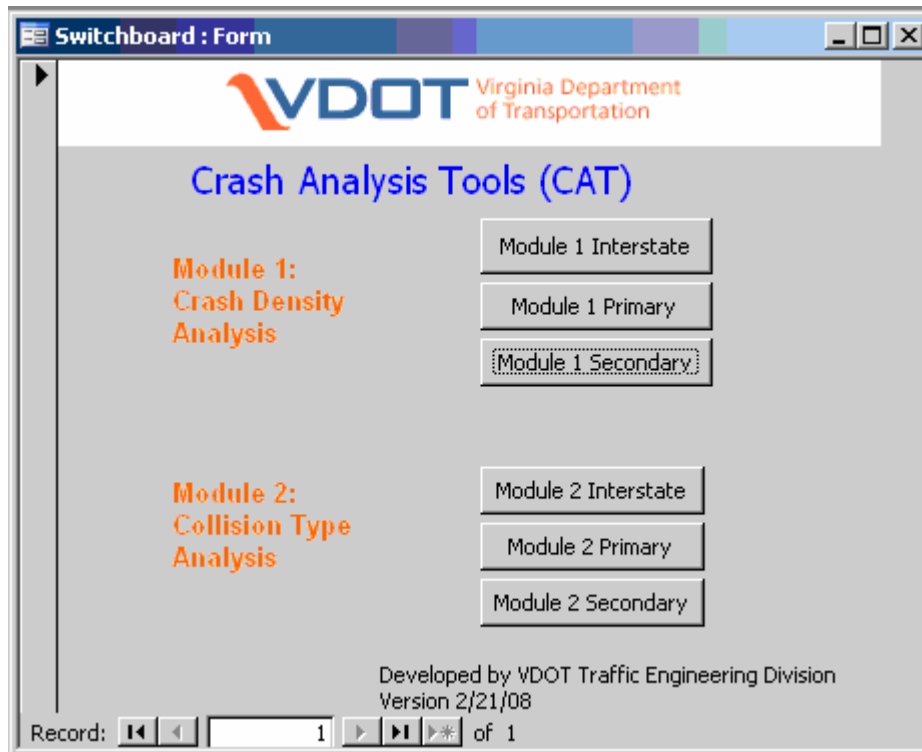 Switchboard : Form
VDOT Virginia Department
of Transportation
Crash Analysis Tools (CAT)
Module 1:
Crash Density
Analysis
Module 1 Interstate
Module 1 Primary
Module 1 Secondary
Module 2:
Collision Type
Analysis
Module 2 Interstate
Module 2 Primary
Module 2 Secondary
Developed by VDOT Traffic Engineering Division
Version 2/21/08
Record: 1 of 1